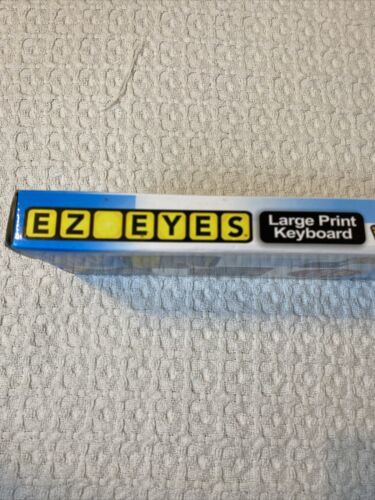 EZ EYES
Large Print
Keyboard